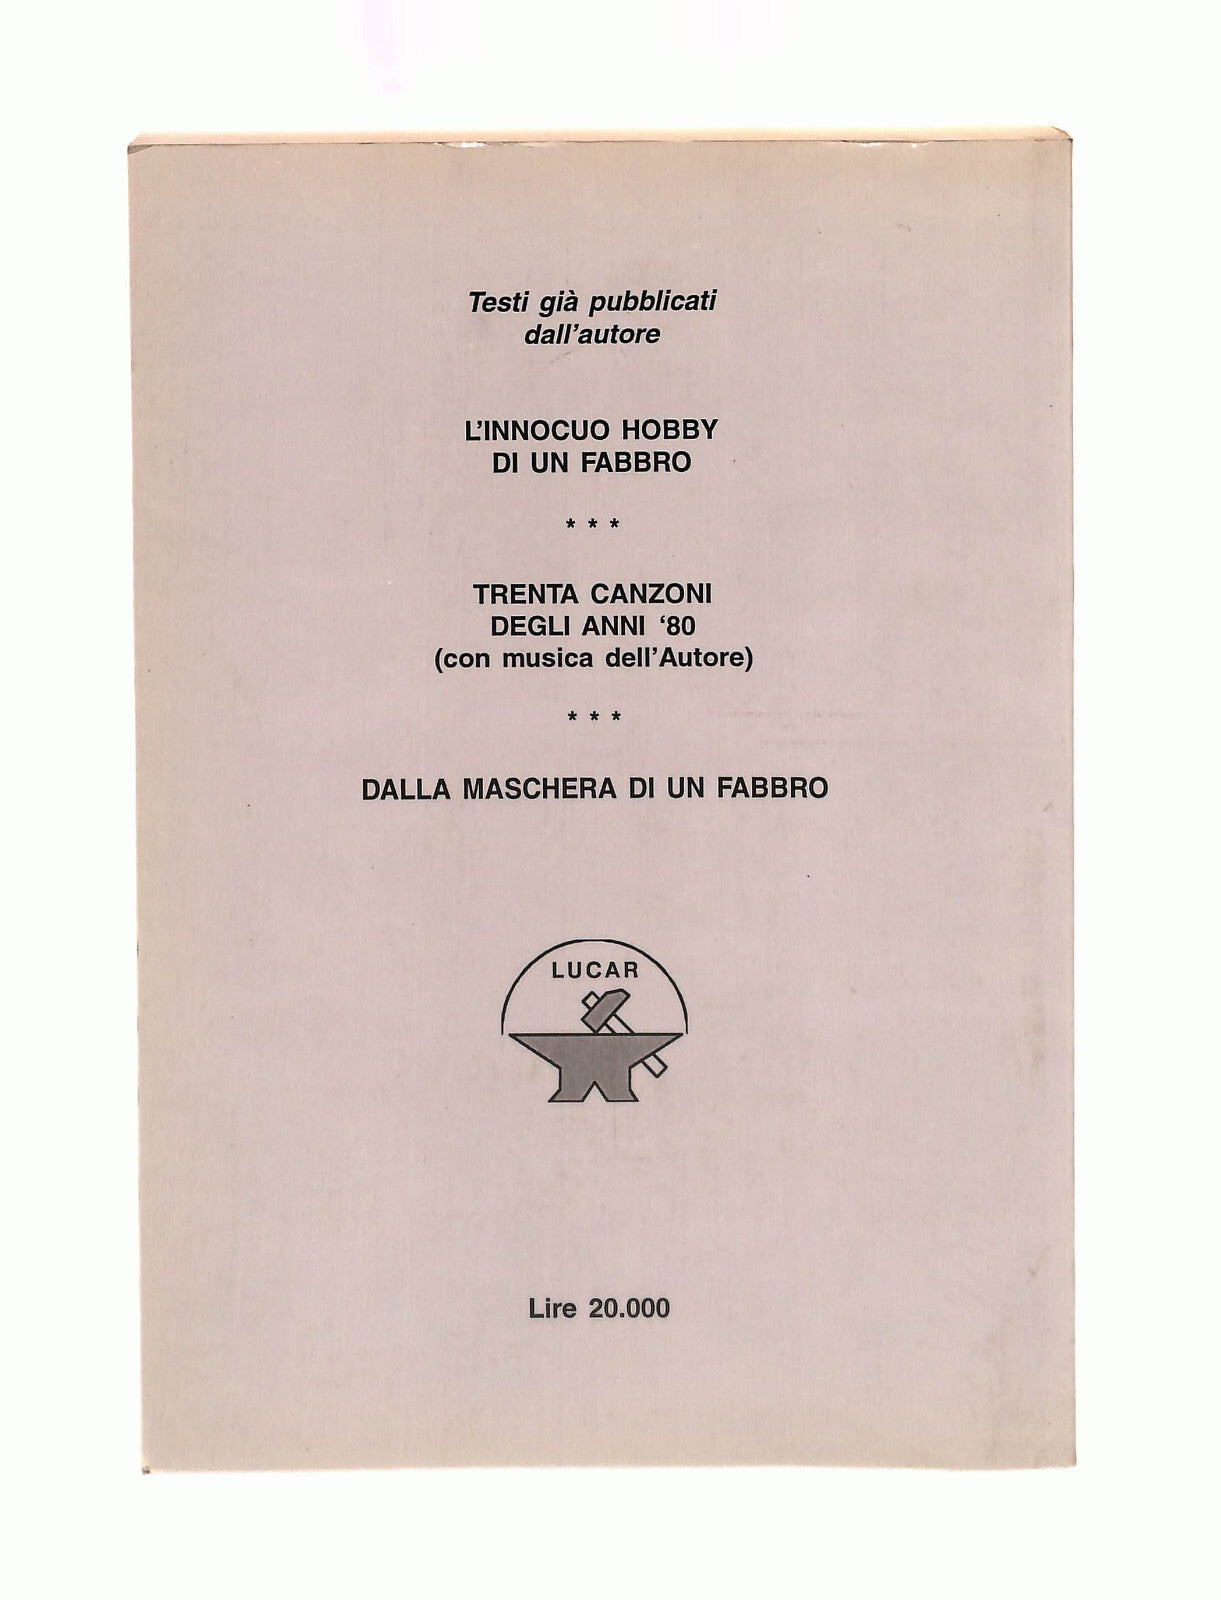 Testi già pubblicati
dall'autore
L'INNOCUO HOBBY
DI UN FABBRO
* * *
TRENTA CANZONI
DEGLI ANNI ‘80
(con musica dell'Autore)
* * *
DALLA MASCHERA DI UN FABBRO
LUCAR
Lire 20.000